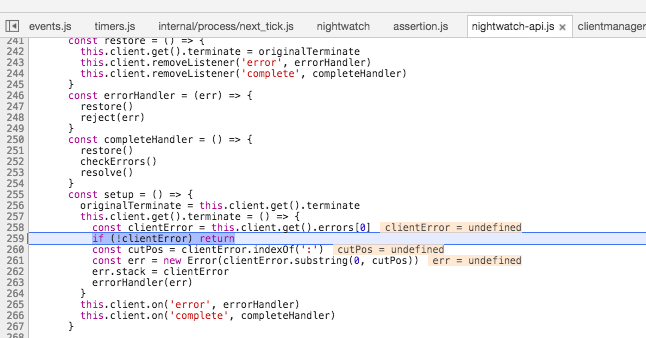 events.js timers.js internal/process/next_tick.js nightwatch assertion.js nightwatch-api.js × clientmanager
241 const restore = () => {
242 this.client.get().terminate = originalTerminate
243 this.client.removeListener('error', errorHandler)
244 this.client.removeListener('complete', completeHandler)
245 }
246 const errorHandler = (err) => {
247 restore()
248 reject(err)
249 }
250 const completeHandler = () => {
251 restore()
252 checkErrors()
253 resolve()
254 }
255 const setup = () => {
256 originalTerminate = this.client.get().terminate
257 this.client.get().terminate = () => {
258 const clientError = this.client.get().errors[0] clientError = undefined
259 if (!clientError) return
260 const cutPos = clientError.indexOf(':') cutPos = undefined
261 const err = new Error(clientError.substring(0, cutPos)) err = undefined
262 err.stack = clientError
263 errorHandler(err)
264 }
265 this.client.on('error', errorHandler)
266 this.client.on('complete', completeHandler)
267 }
268